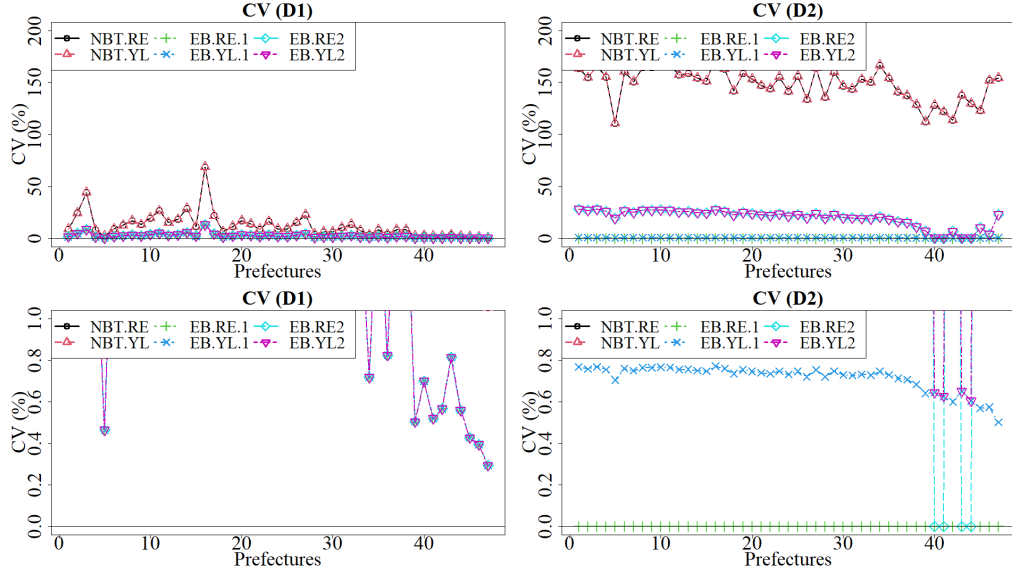 CV (D1)
NBT.RE EB.RE.1 EB.RE2
NBT.YL EB.YL.1 EB.YL2
CV (%)
200
150
100
50
0
0 10 20 30 40
Prefectures
CV (D2)
NBT.RE EB.RE.1 EB.RE2
NBT.YL EB.YL.1 EB.YL2
CV (%)
200
150
100
50
0
0 10 20 30 40
Prefectures
CV (D1)
NBT.RE EB.RE.1 EB.RE2
NBT.YL EB.YL.1 EB.YL2
CV (%)
1.0
0.8
0.6
0.4
0.2
0.0
0 10 20 30 40
Prefectures
CV (D2)
NBT.RE EB.RE.1 EB.RE2
NBT.YL EB.YL.1 EB.YL2
CV (%)
1.0
0.8
0.6
0.4
0.2
0.0
0 10 20 30 40
Prefectures